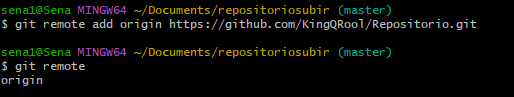 sena1@Sena MINGW64 ~/Documents/repositoriosubir (master)
$ git remote add origin https://github.com/KingQRool/Repositorio.git
sena1@Sena MINGW64 ~/Documents/repositoriosubir (master)
$ git remote
origin